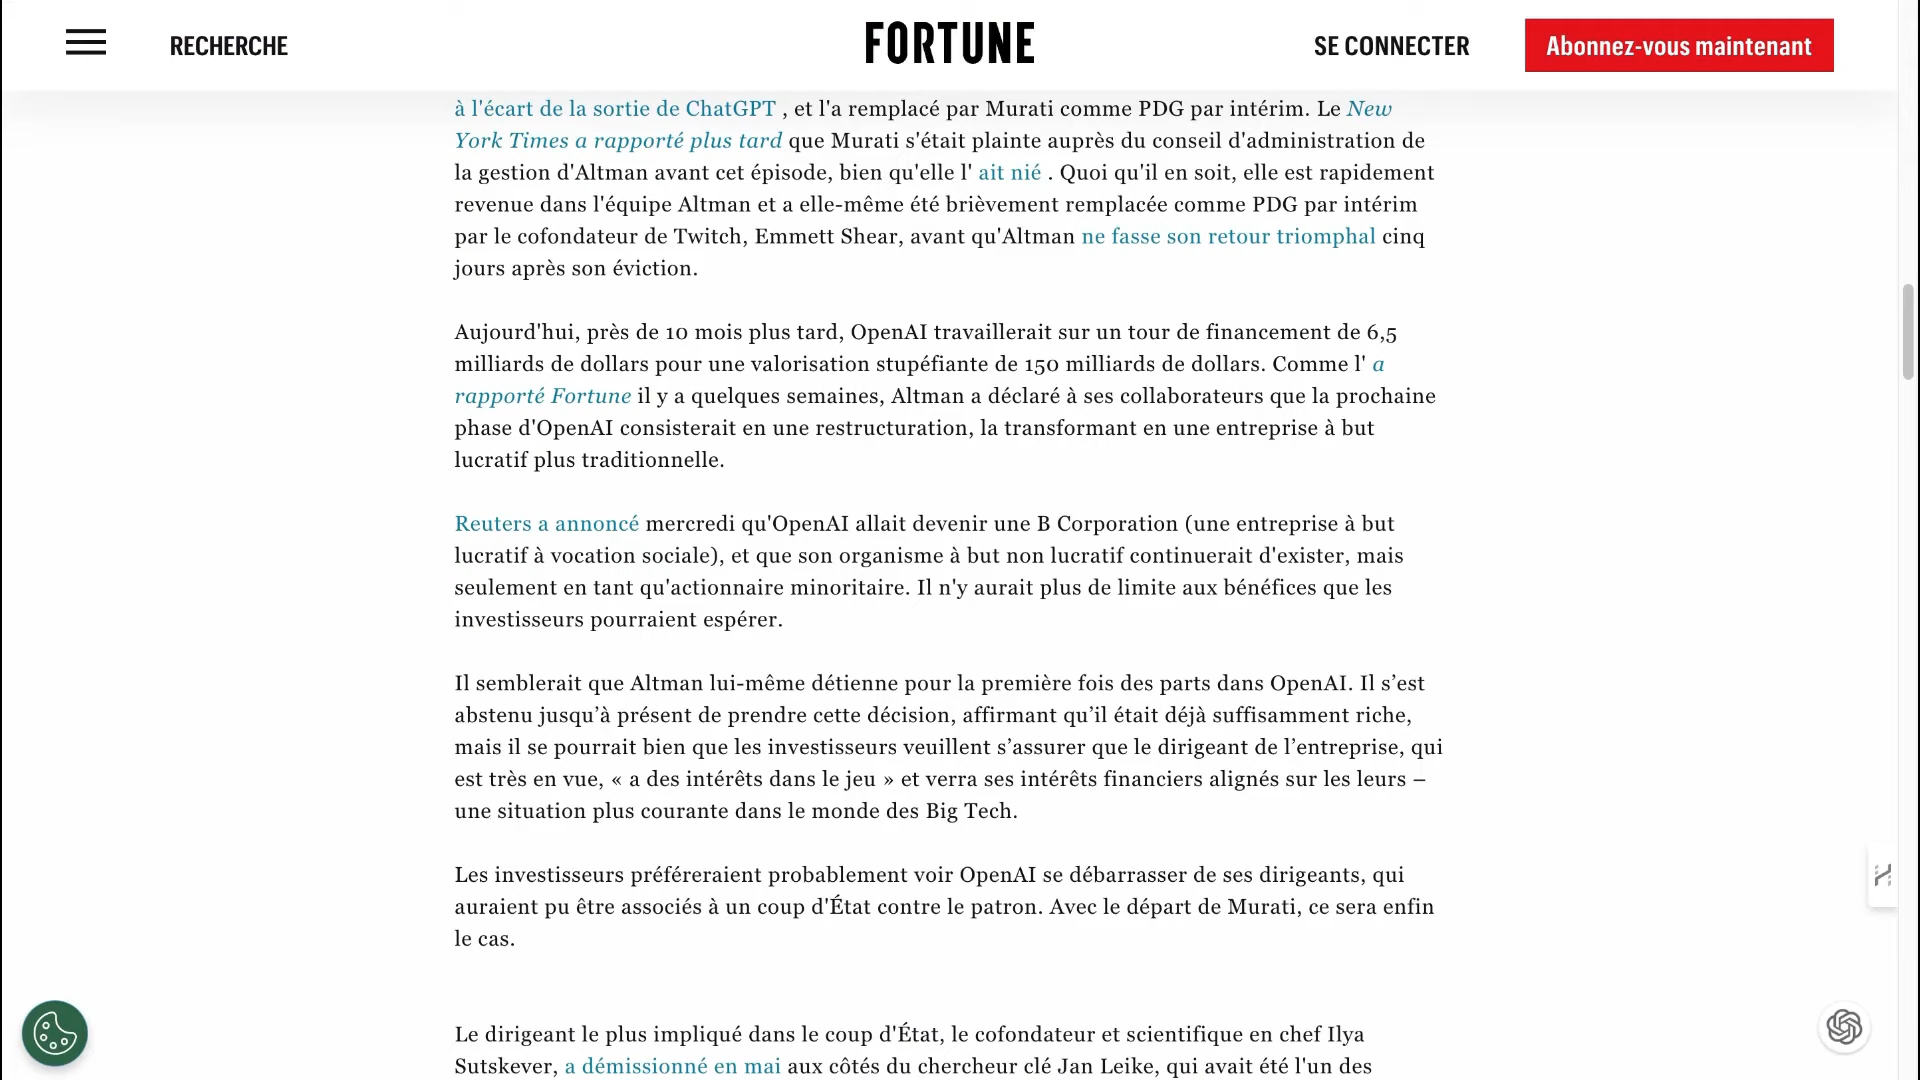 RECHERCHE
FORTUNE
SE CONNECTER
Abonnez-vous maintenant
à l'écart de la sortie de ChatGPT , et l'a remplacé par Murati comme PDG par intérim. Le New
York Times a rapporté plus tard que Murati s'était plainte auprès du conseil d'administration de
la gestion d'Altman avant cet épisode, bien qu'elle l' ait nié . Quoi qu'il en soit, elle est rapidement
revenue dans l'équipe Altman et a elle-même été brièvement remplacée comme PDG par intérim
par le cofondateur de Twitch, Emmett Shear, avant qu'Altman ne fasse son retour triomphal cinq
jours après son éviction.
Aujourd'hui, près de 10 mois plus tard, OpenAI travaillerait sur un tour de financement de 6,5
milliards de dollars pour une valorisation stupéfiante de 150 milliards de dollars. Comme l' a
rapporté Fortune il y a quelques semaines, Altman a déclaré à ses collaborateurs que la prochaine
phase d'OpenAI consisterait en une restructuration, la transformant en une entreprise à but
lucratif plus traditionnelle.
Reuters a annoncé mercredi qu'OpenAI allait devenir une B Corporation (une entreprise à but
lucratif à vocation sociale), et que son organisme à but non lucratif continuerait d'exister, mais
seulement en tant qu'actionnaire minoritaire. Il n'y aurait plus de limite aux bénéfices que les
investisseurs pourraient espérer.
Il semblerait que Altman lui-même détienne pour la première fois des parts dans OpenAI. Il s’est
abstenu jusqu’à présent de prendre cette décision, affirmant qu’il était déjà suffisamment riche,
mais il se pourrait bien que les investisseurs veuillent s’assurer que le dirigeant de l’entreprise, qui
est très en vue, « a des intérêts dans le jeu » et verra ses intérêts financiers alignés sur les leurs –
une situation plus courante dans le monde des Big Tech.
Les investisseurs préféreraient probablement voir OpenAI se débarrasser de ses dirigeants, qui
auraient pu être associés à un coup d'État contre le patron. Avec le départ de Murati, ce sera enfin
le cas.
Le dirigeant le plus impliqué dans le coup d'État, le cofondateur et scientifique en chef Ilya
Sutskever, a démissionné en mai aux côtés du chercheur clé Jan Leike, qui avait été l'un des